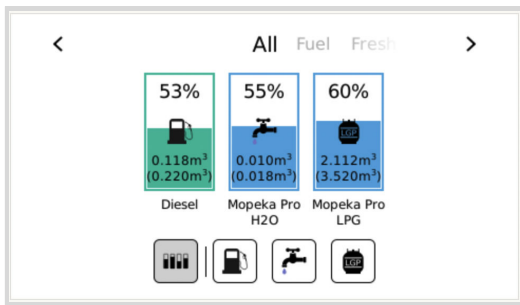 All Fuel Fresh
53% 55% 60%
LGP
0.118m³ 0.010m³ 2.112m³
(0.220m³) (0.018m³) (3.520m³)
Diesel Mopeka Pro Mopeka Pro
H2O LPG
LGP